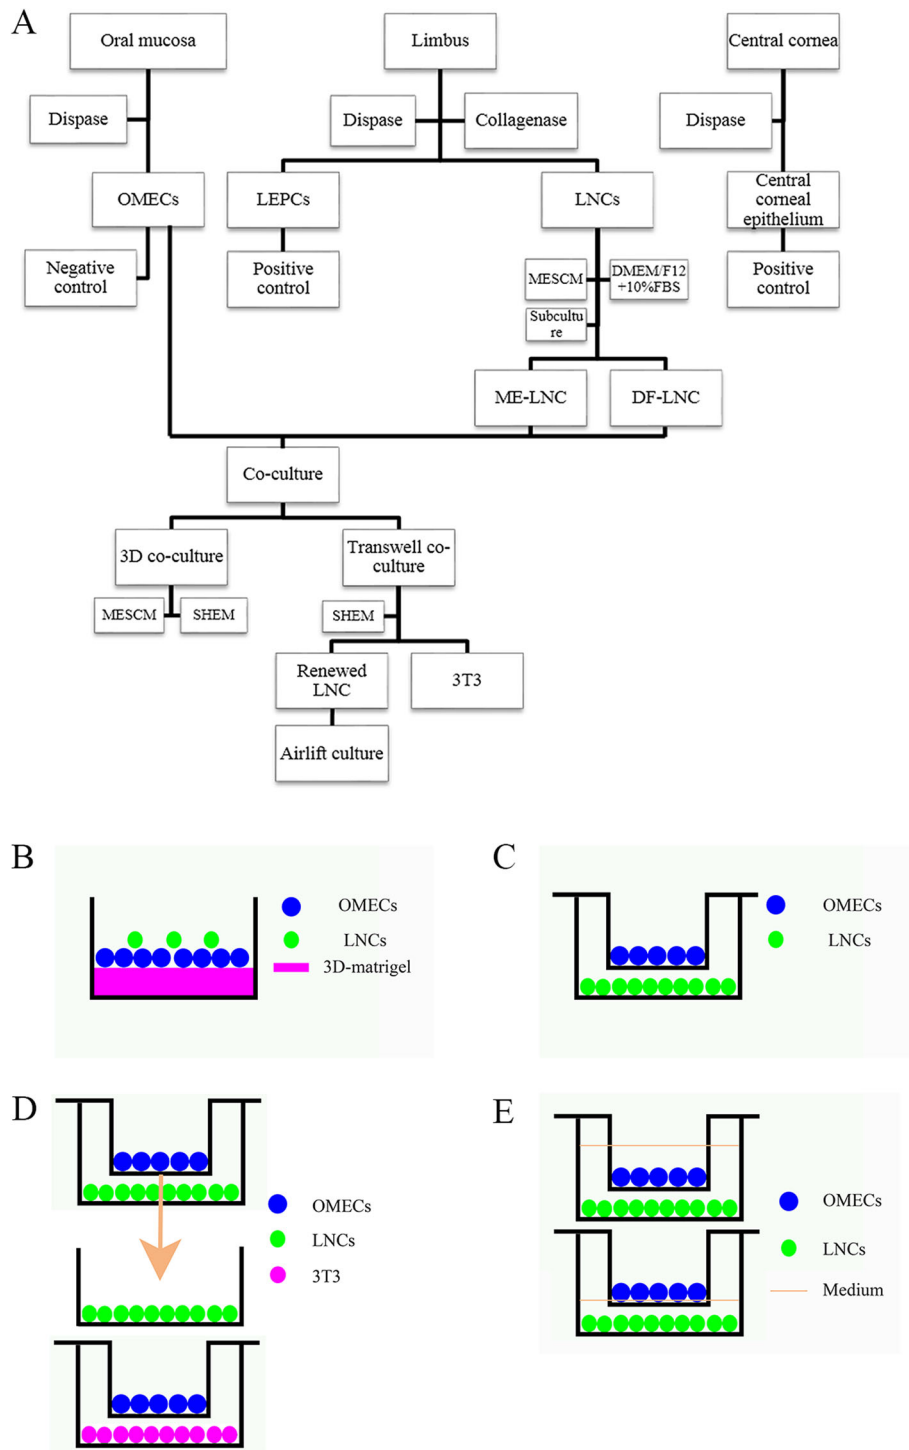 A
Oral mucosa
Limbus
Central cornea
Dispase
Dispase
Collagenase
Dispase
OMECs
LEPCs
LNCs
Central
corneal
epithelium
Negative
control
Positive
control
MESCM
DMEM/F12
+10%FBS
Positive
control
Subcultu
re
ME-LNC
DF-LNC
Co-culture
3D co-culture
Transwell co-
culture
MESCM
SHEM
SHEM
Renewed
LNC
3T3
Airlift culture
B
OMECs
LNCs
3D-matrigel
C
OMECs
LNCs
D
OMECs
LNCs
3T3
E
OMECs
LNCs
Medium